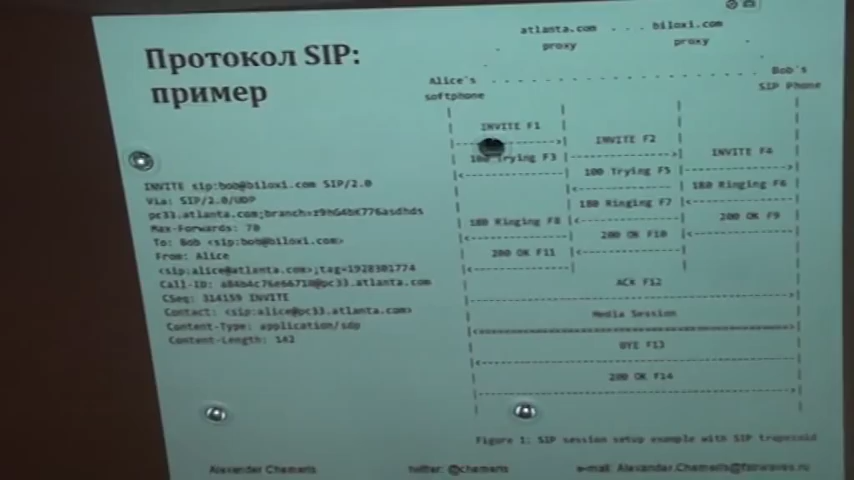 Протокол SIP:
пример
INVITE sip:bob@biloxi.com SIP/2.0
Via: SIP/2.0/UDP
pc33.atlanta.com;branch=z9hG4bK776asdhds
Max-Forwards: 70
To: Bob <sip:bob@biloxi.com>
From: Alice
<sip:alice@atlanta.com>;tag=1928301774
Call-ID: a84b4c76e66710@pc33.atlanta.com
CSeq: 314159 INVITE
Contact: <sip:alice@pc33.atlanta.com>
Content-Type: application/sdp
Content-Length: 142
atlanta.com . . . biloxi.com
proxy proxy
Alice's . . . . . . . . . . . . . . . . . . . . Bob's
softphone SIP Phone
INVITE F1
INVITE F2
100 Trying F3 INVITE F4
100 Trying F5
180 Ringing F6
180 Ringing F7
180 Ringing F8 200 OK F9
200 OK F10
200 OK F11
ACK F12
Media Session
BYE F13
200 OK F14
Figure 1: SIP session setup example with SIP trapezoid
Alexander Chemeris twitter: @chemeris e-mail: Alexander.Chemeris@fairwaves.ru